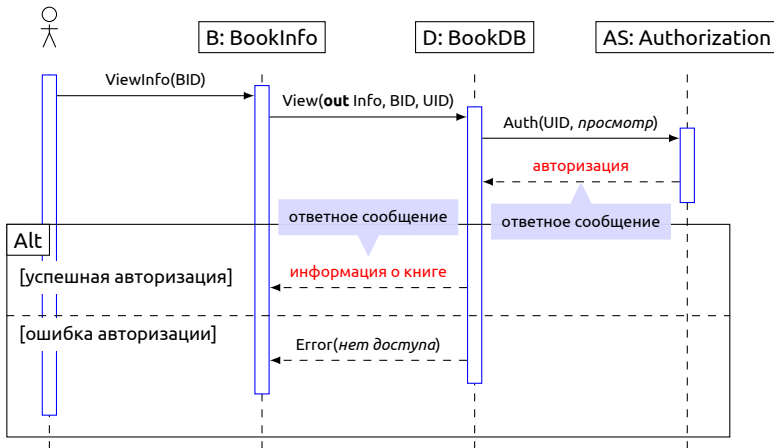 B: BookInfo
D: BookDB
AS: Authorization
ViewInfo(BID)
View(out Info, BID, UID)
Auth(UID, просмотр)
авторизация
ответное сообщение
ответное сообщение
Alt
[успешная авторизация]
информация о книге
[ошибка авторизации]
Error(нет доступа)